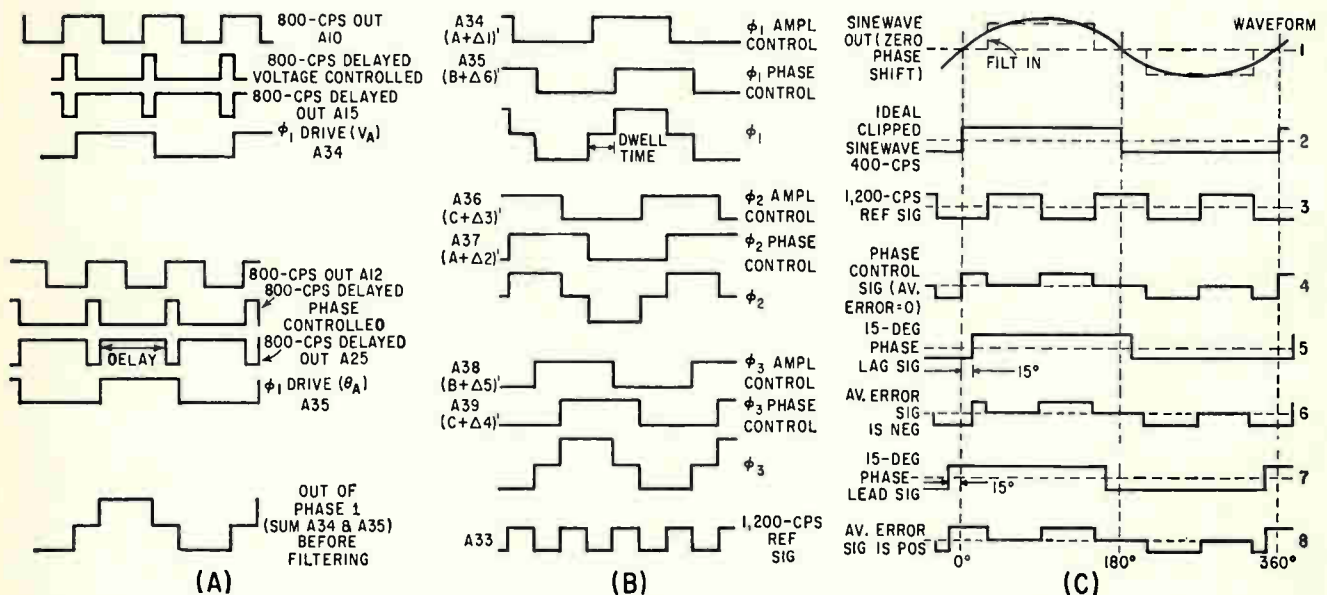 800-CPS OUT
A10
800-CPS DELAYED
VOLTAGE CONTROLLED
800-CPS DELAYED
OUT A15
ϕ1 DRIVE (VA)
A34
800-CPS OUT A12
800-CPS DELAYED
PHASE
CONTROLLED
DELAY
800-CPS DELAYED
OUT A25
ϕ1 DRIVE (θA)
A35
OUT OF
PHASE 1
(SUM A34 & A35)
BEFORE
FILTERING
(A)
A34
(A+Δ1)'
ϕ1 AMPL
CONTROL
A35
(B+Δ6)'
ϕ1 PHASE
CONTROL
ϕ1
DWELL
TIME
A36
(C+Δ3)'
ϕ2 AMPL
CONTROL
A37
(A+Δ2)'
ϕ2 PHASE
CONTROL
ϕ2
A38
(B+Δ5)'
ϕ3 AMPL
CONTROL
A39
(C+Δ4)'
ϕ3 PHASE
CONTROL
ϕ3
A33
1,200-CPS
REF
SIG
(B)
SINEWAVE
OUT (ZERO
PHASE
SHIFT)
FILT IN
WAVEFORM
1
IDEAL
CLIPPED
SINEWAVE
400-CPS
2
1,200-CPS
REF SIG
3
PHASE
CONTROL
SIG (AV.
ERROR=0)
4
15-DEG
PHASE
LAG SIG
15°
5
AV. ERROR
SIG
IS NEG
6
15-DEG
PHASE-
LEAD SIG
15°
7
AV. ERROR
SIG IS POS
8
0° 180° 360°
(C)